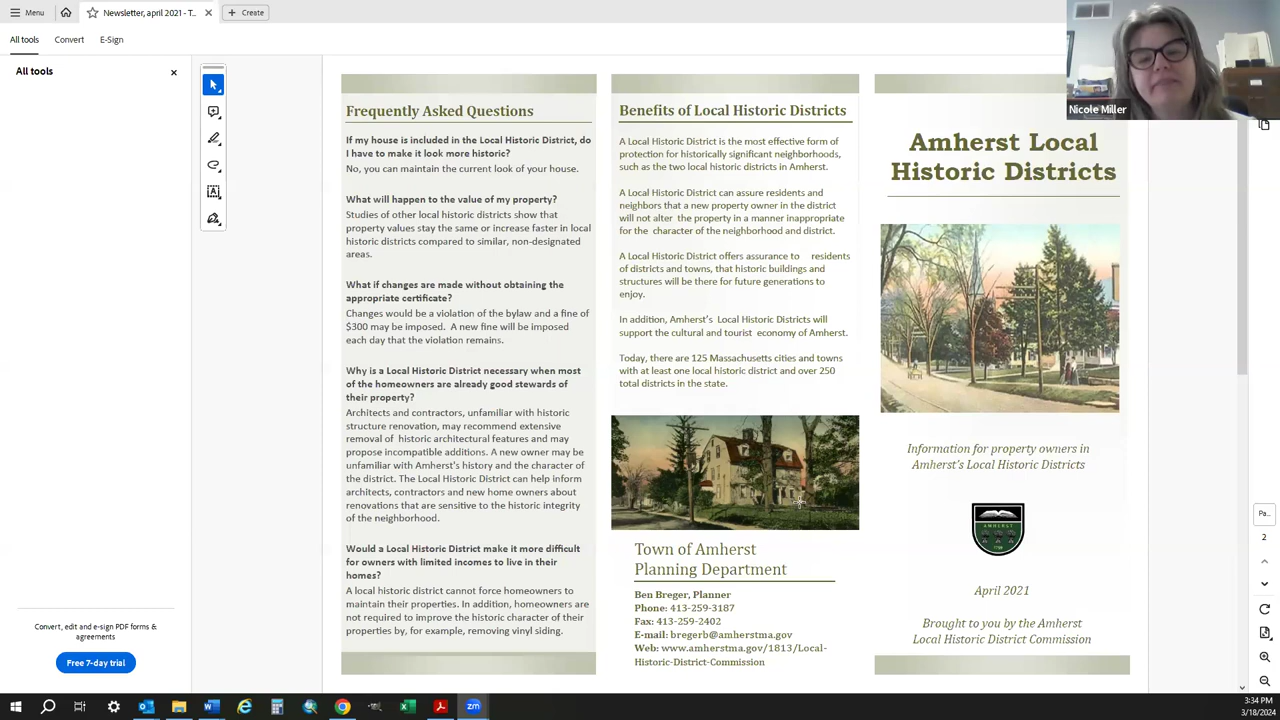 Menu
Newsletter, april 2021 - T...
Create
All tools
Convert
E-Sign
All tools
Nicole Miller
Frequently Asked Questions
If my house is included in the Local Historic District, do
I have to make it look more historic?
No, you can maintain the current look of your house.
What will happen to the value of my property?
Studies of other local historic districts show that
property values stay the same or increase faster in local
historic districts compared to similar, non-designated
areas.
What if changes are made without obtaining the
appropriate certificate?
Changes would be a violation of the bylaw and a fine of
$300 may be imposed. A new fine will be imposed
each day that the violation remains.
Why is a Local Historic District necessary when most
of the homeowners are already good stewards of
their property?
Architects and contractors, unfamiliar with historic
structure renovation, may recommend extensive
removal of historic architectural features and may
propose incompatible additions. A new owner may be
unfamiliar with Amherst's history and the character of
the district. The Local Historic District can help inform
architects, contractors and new home owners about
renovations that are sensitive to the historic integrity
of the neighborhood.
Would a Local Historic District make it more difficult
for owners with limited incomes to live in their
homes?
A local historic district cannot force homeowners to
maintain their properties. In addition, homeowners are
not required to improve the historic character of their
properties by, for example, removing vinyl siding.
Benefits of Local Historic Districts
A Local Historic District is the most effective form of
protection for historically significant neighborhoods,
such as the two local historic districts in Amherst.
A Local Historic District can assure residents and
neighbors that a new property owner in the district
will not alter the property in a manner inappropriate
for the character of the neighborhood and district.
A Local Historic District offers assurance to residents
of districts and towns, that historic buildings and
structures will be there for future generations to
enjoy.
In addition, Amherst's Local Historic Districts will
support the cultural and tourist economy of Amherst.
Today, there are 125 Massachusetts cities and towns
with at least one local historic district and over 250
total districts in the state.
Town of Amherst
Planning Department
Ben Breger, Planner
Phone: 413-259-3187
Fax: 413-259-2402
E-mail: bregerb@amherstma.gov
Web: www.amherstma.gov/1813/Local-
Historic-District-Commission
Amherst Local
Historic Districts
Information for property owners in
Amherst's Local Historic Districts
AMHERST
1759
April 2021
Brought to you by the Amherst
Local Historic District Commission
Pa...
2
Convert, edit and e-sign PDF forms &
agreements
Free 7-day trial
zm
3:34 PM
3/18/2024